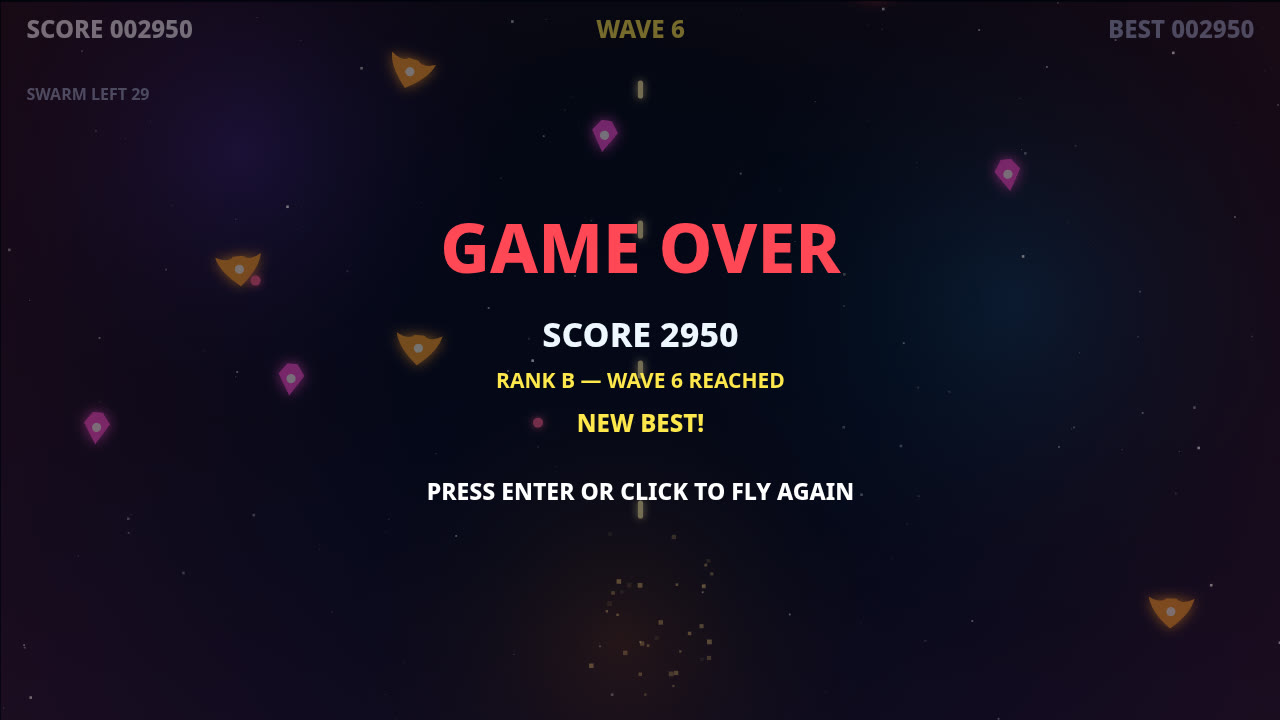 SCORE 002950
WAVE 6
BEST 002950
SWARM LEFT 29
GAME OVER
SCORE 2950
RANK B — WAVE 6 REACHED
NEW BEST!
PRESS ENTER OR CLICK TO FLY AGAIN